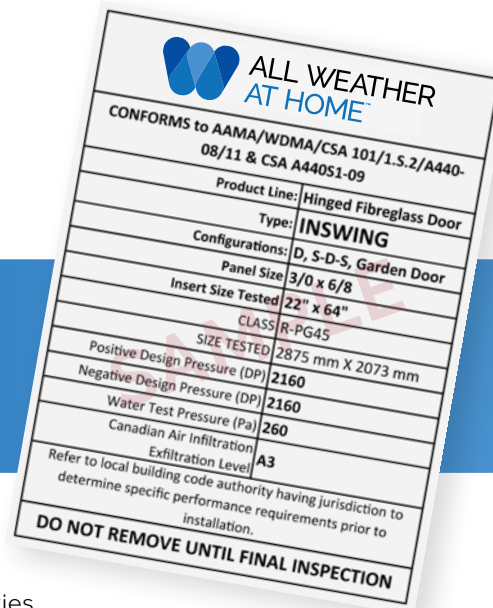 ALL WEATHER
AT HOME™
CONFORMS to AAMA/WDMA/CSA 101/1.S.2/A440-
08/11 & CSA A440S1-09
Product Line: Hinged Fibreglass Door
Type: INSWING
Configurations: D, S-D-S, Garden Door
Panel Size 3/0 x 6/8
Insert Size Tested 22" x 64"
CLASS R-PG45
SIZE TESTED 2875 mm X 2073 mm
Positive Design Pressure (DP) 2160
Negative Design Pressure (DP) 2160
Water Test Pressure (Pa) 260
Canadian Air Infiltration
Exfiltration Level A3
Refer to local building code authority having jurisdiction to
determine specific performance requirements prior to
installation.
DO NOT REMOVE UNTIL FINAL INSPECTION
SAMPLE